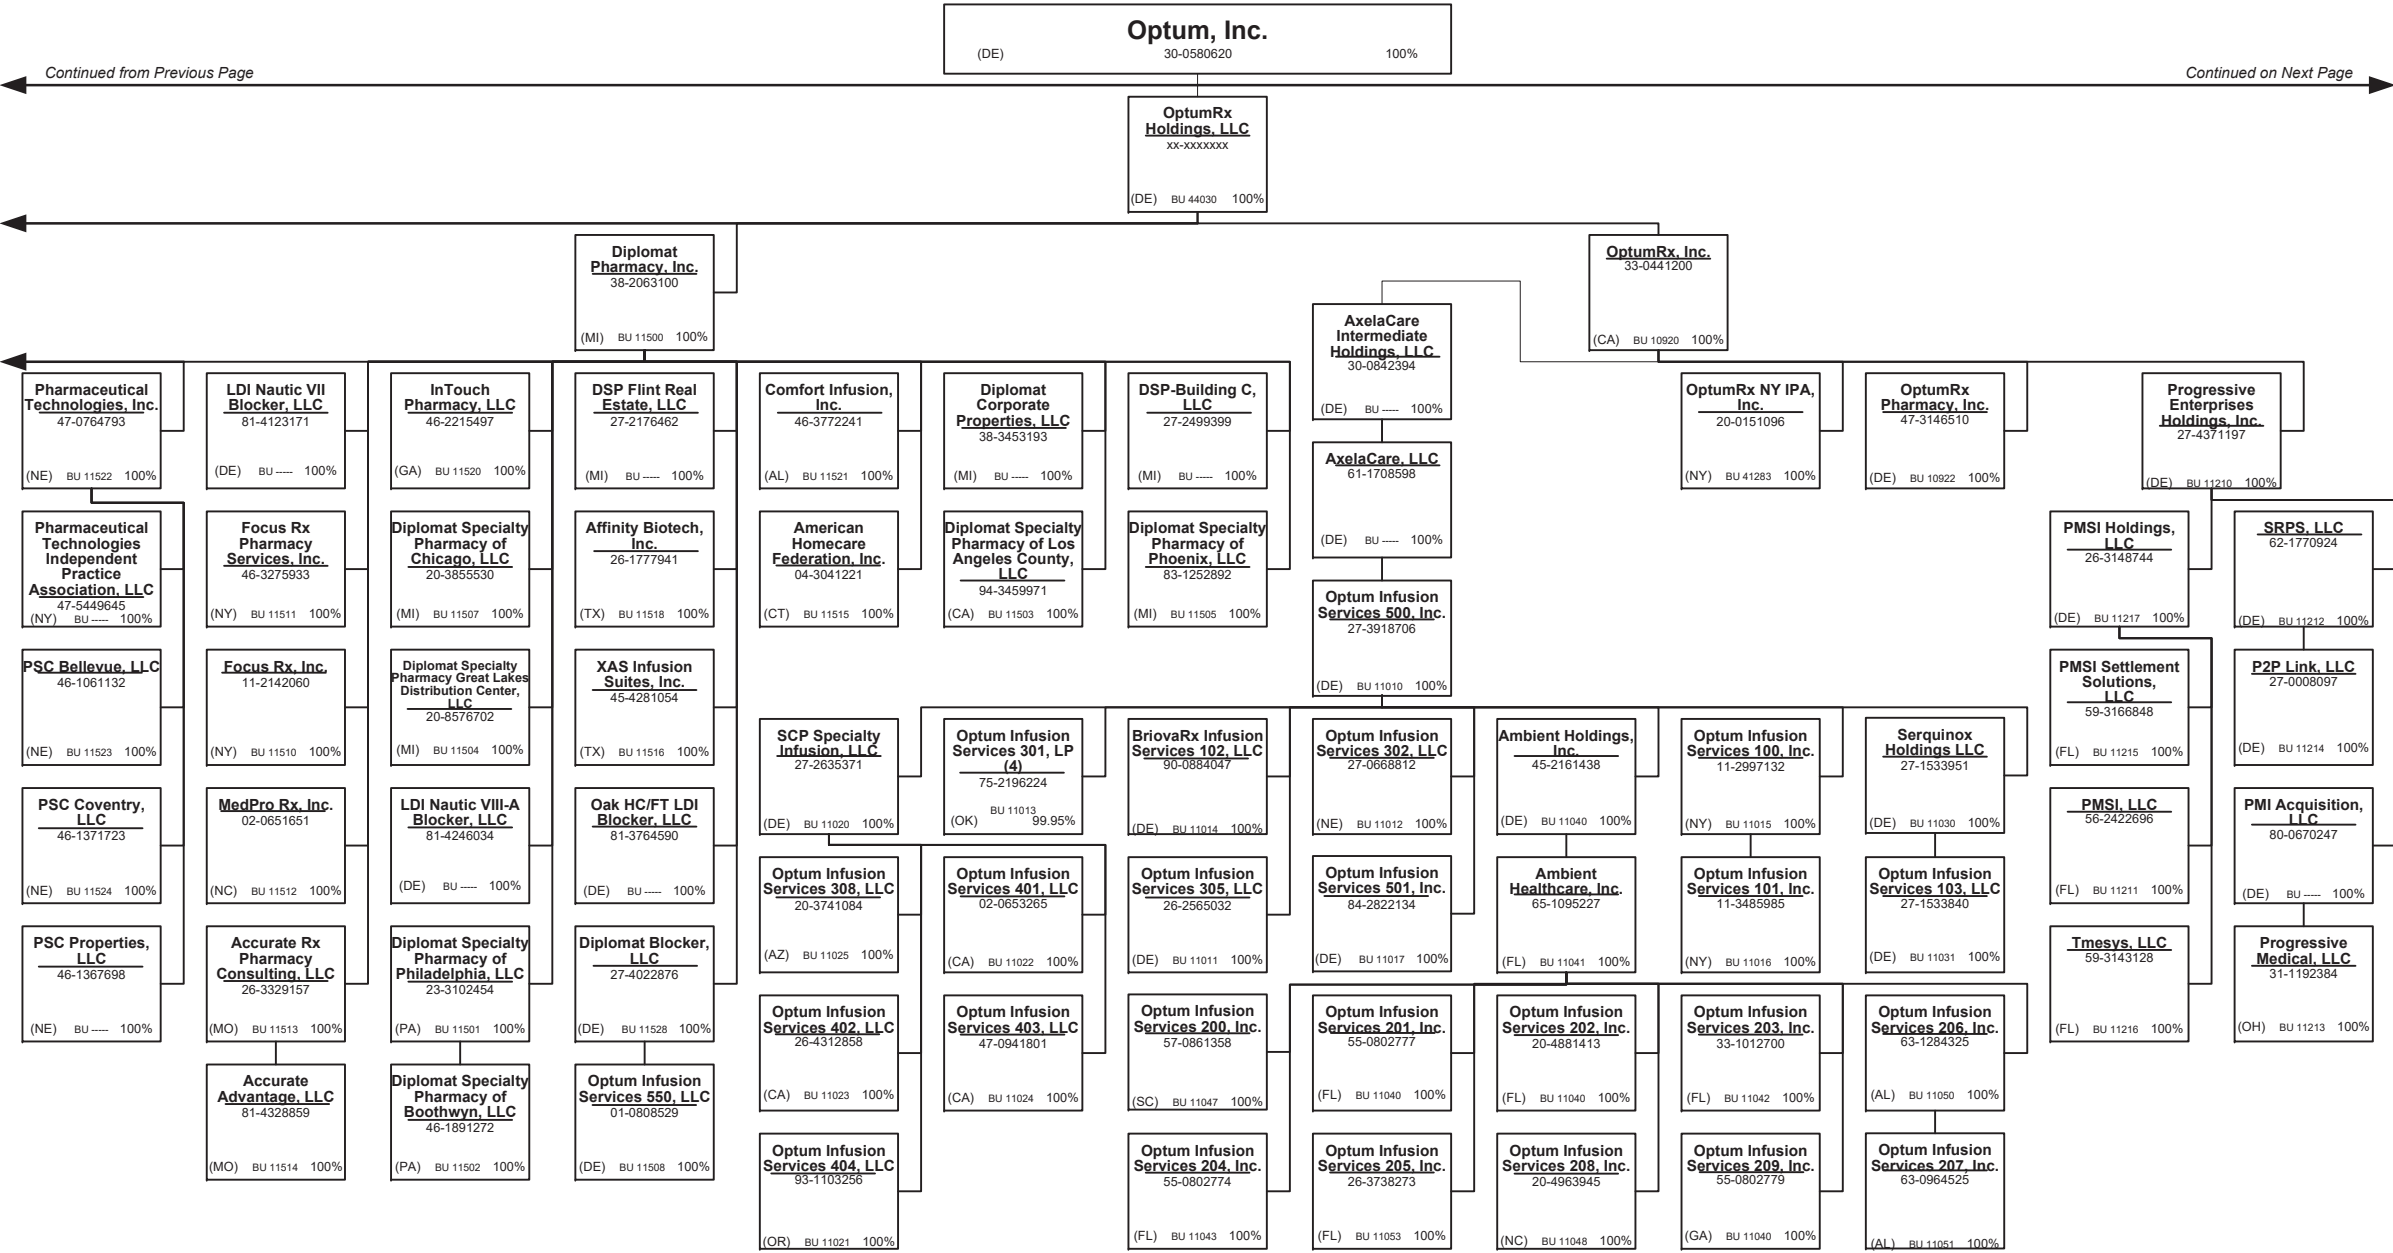 Optum, Inc.
(DE) 30-0580620 100%
Continued from Previous Page
Continued on Next Page
OptumRx
Holdings, LLC
xx-xxxxxxx
(DE) BU 44030 100%
Diplomat
Pharmacy, Inc.
38-2063100
(MI) BU 11500 100%
OptumRx, Inc.
33-0441200
(CA) BU 10920 100%
AxelaCare
Intermediate
Holdings, LLC
30-0842394
(DE) BU ----- 100%
AxelaCare, LLC
61-1708598
(DE) BU ----- 100%
Optum Infusion
Services 500, Inc.
27-3918706
(DE) BU 11010 100%
Pharmaceutical
Technologies, Inc.
47-0764793
(NE) BU 11522 100%
LDI Nautic VII
Blocker, LLC
81-4123171
(DE) BU ----- 100%
InTouch
Pharmacy, LLC
46-2215497
(GA) BU 11520 100%
DSP Flint Real
Estate, LLC
27-2176462
(MI) BU ----- 100%
Comfort Infusion,
Inc.
46-3772241
(AL) BU 11521 100%
Diplomat
Corporate
Properties, LLC
38-3453193
(MI) BU ----- 100%
DSP-Building C,
LLC
27-2499399
(MI) BU ----- 100%
OptumRx NY IPA,
Inc.
20-0151096
(NY) BU 41283 100%
OptumRx
Pharmacy, Inc.
47-3146510
(DE) BU 10922 100%
Progressive
Enterprises
Holdings, Inc.
27-4371197
(DE) BU 11210 100%
Pharmaceutical
Technologies
Independent
Practice
Association, LLC
47-5449645
(NY) BU ----- 100%
Focus Rx
Pharmacy
Services, Inc.
46-3275933
(NY) BU 11511 100%
Diplomat Specialty
Pharmacy of
Chicago, LLC
20-3855530
(MI) BU 11507 100%
Affinity Biotech,
Inc.
26-1777941
(TX) BU 11518 100%
American
Homecare
Federation, Inc.
04-3041221
(CT) BU 11515 100%
Diplomat Specialty
Pharmacy of Los
Angeles County,
LLC
94-3459971
(CA) BU 11503 100%
Diplomat Specialty
Pharmacy of
Phoenix, LLC
83-1252892
(MI) BU 11505 100%
PMSI Holdings,
LLC
26-3148744
(DE) BU 11217 100%
SRPS, LLC
62-1770924
(DE) BU 11212 100%
PSC Bellevue, LLC
46-1061132
(NE) BU 11523 100%
Focus Rx, Inc.
11-2142060
(NY) BU 11510 100%
Diplomat Specialty
Pharmacy Great Lakes
Distribution Center,
LLC
20-8576702
(MI) BU 11504 100%
XAS Infusion
Suites, Inc.
45-4281054
(TX) BU 11516 100%
PMSI Settlement
Solutions,
LLC
59-3166848
(FL) BU 11215 100%
P2P Link, LLC
27-0008097
(DE) BU 11214 100%
SCP Specialty
Infusion, LLC
27-2635371
(DE) BU 11020 100%
Optum Infusion
Services 301, LP
(4)
75-2196224
BU 11013
(OK) 99.95%
BriovaRx Infusion
Services 102, LLC
90-0884047
(DE) BU 11014 100%
Optum Infusion
Services 302, LLC
27-0668812
(NE) BU 11012 100%
Ambient Holdings,
Inc.
45-2161438
(DE) BU 11040 100%
Optum Infusion
Services 100, Inc.
11-2997132
(NY) BU 11015 100%
Serquinox
Holdings LLC
27-1533951
(DE) BU 11030 100%
PSC Coventry,
LLC
46-1371723
(NE) BU 11524 100%
MedPro Rx, Inc.
02-0651651
(NC) BU 11512 100%
LDI Nautic VIII-A
Blocker, LLC
81-4246034
(DE) BU ----- 100%
Oak HC/FT LDI
Blocker, LLC
81-3764590
(DE) BU ----- 100%
PMSI, LLC
56-2422696
(FL) BU 11211 100%
PMI Acquisition,
LLC
80-0670247
(DE) BU ----- 100%
Optum Infusion
Services 308, LLC
20-3741084
(AZ) BU 11025 100%
Optum Infusion
Services 401, LLC
02-0653265
(CA) BU 11022 100%
Optum Infusion
Services 305, LLC
26-2565032
(DE) BU 11011 100%
Optum Infusion
Services 501, Inc.
84-2822134
(DE) BU 11017 100%
Ambient
Healthcare, Inc.
65-1095227
(FL) BU 11041 100%
Optum Infusion
Services 101, Inc.
11-3485985
(NY) BU 11016 100%
Optum Infusion
Services 103, LLC
27-1533840
(DE) BU 11031 100%
PSC Properties,
LLC
46-1367698
(NE) BU ----- 100%
Accurate Rx
Pharmacy
Consulting, LLC
26-3329157
(MO) BU 11513 100%
Diplomat Specialty
Pharmacy of
Philadelphia, LLC
23-3102454
(PA) BU 11501 100%
Diplomat Blocker,
LLC
27-4022876
(DE) BU 11528 100%
Tmesys, LLC
59-3143128
(FL) BU 11216 100%
Progressive
Medical, LLC
31-1192384
(OH) BU 11213 100%
Optum Infusion
Services 402, LLC
26-4312858
(CA) BU 11023 100%
Optum Infusion
Services 403, LLC
47-0941801
(CA) BU 11024 100%
Optum Infusion
Services 200, Inc.
57-0861358
(SC) BU 11047 100%
Optum Infusion
Services 201, Inc.
55-0802777
(FL) BU 11040 100%
Optum Infusion
Services 202, Inc.
20-4881413
(FL) BU 11040 100%
Optum Infusion
Services 203, Inc.
33-1012700
(FL) BU 11042 100%
Optum Infusion
Services 206, Inc.
63-1284325
(AL) BU 11050 100%
Accurate
Advantage, LLC
81-4328859
(MO) BU 11514 100%
Diplomat Specialty
Pharmacy of
Boothwyn, LLC
46-1891272
(PA) BU 11502 100%
Optum Infusion
Services 550, LLC
01-0808529
(DE) BU 11508 100%
Optum Infusion
Services 404, LLC
93-1103256
(OR) BU 11021 100%
Optum Infusion
Services 204, Inc.
55-0802774
(FL) BU 11043 100%
Optum Infusion
Services 205, Inc.
26-3738273
(FL) BU 11053 100%
Optum Infusion
Services 208, Inc.
20-4963945
(NC) BU 11048 100%
Optum Infusion
Services 209, Inc.
55-0802779
(GA) BU 11040 100%
Optum Infusion
Services 207, Inc.
63-0964525
(AL) BU 11051 100%